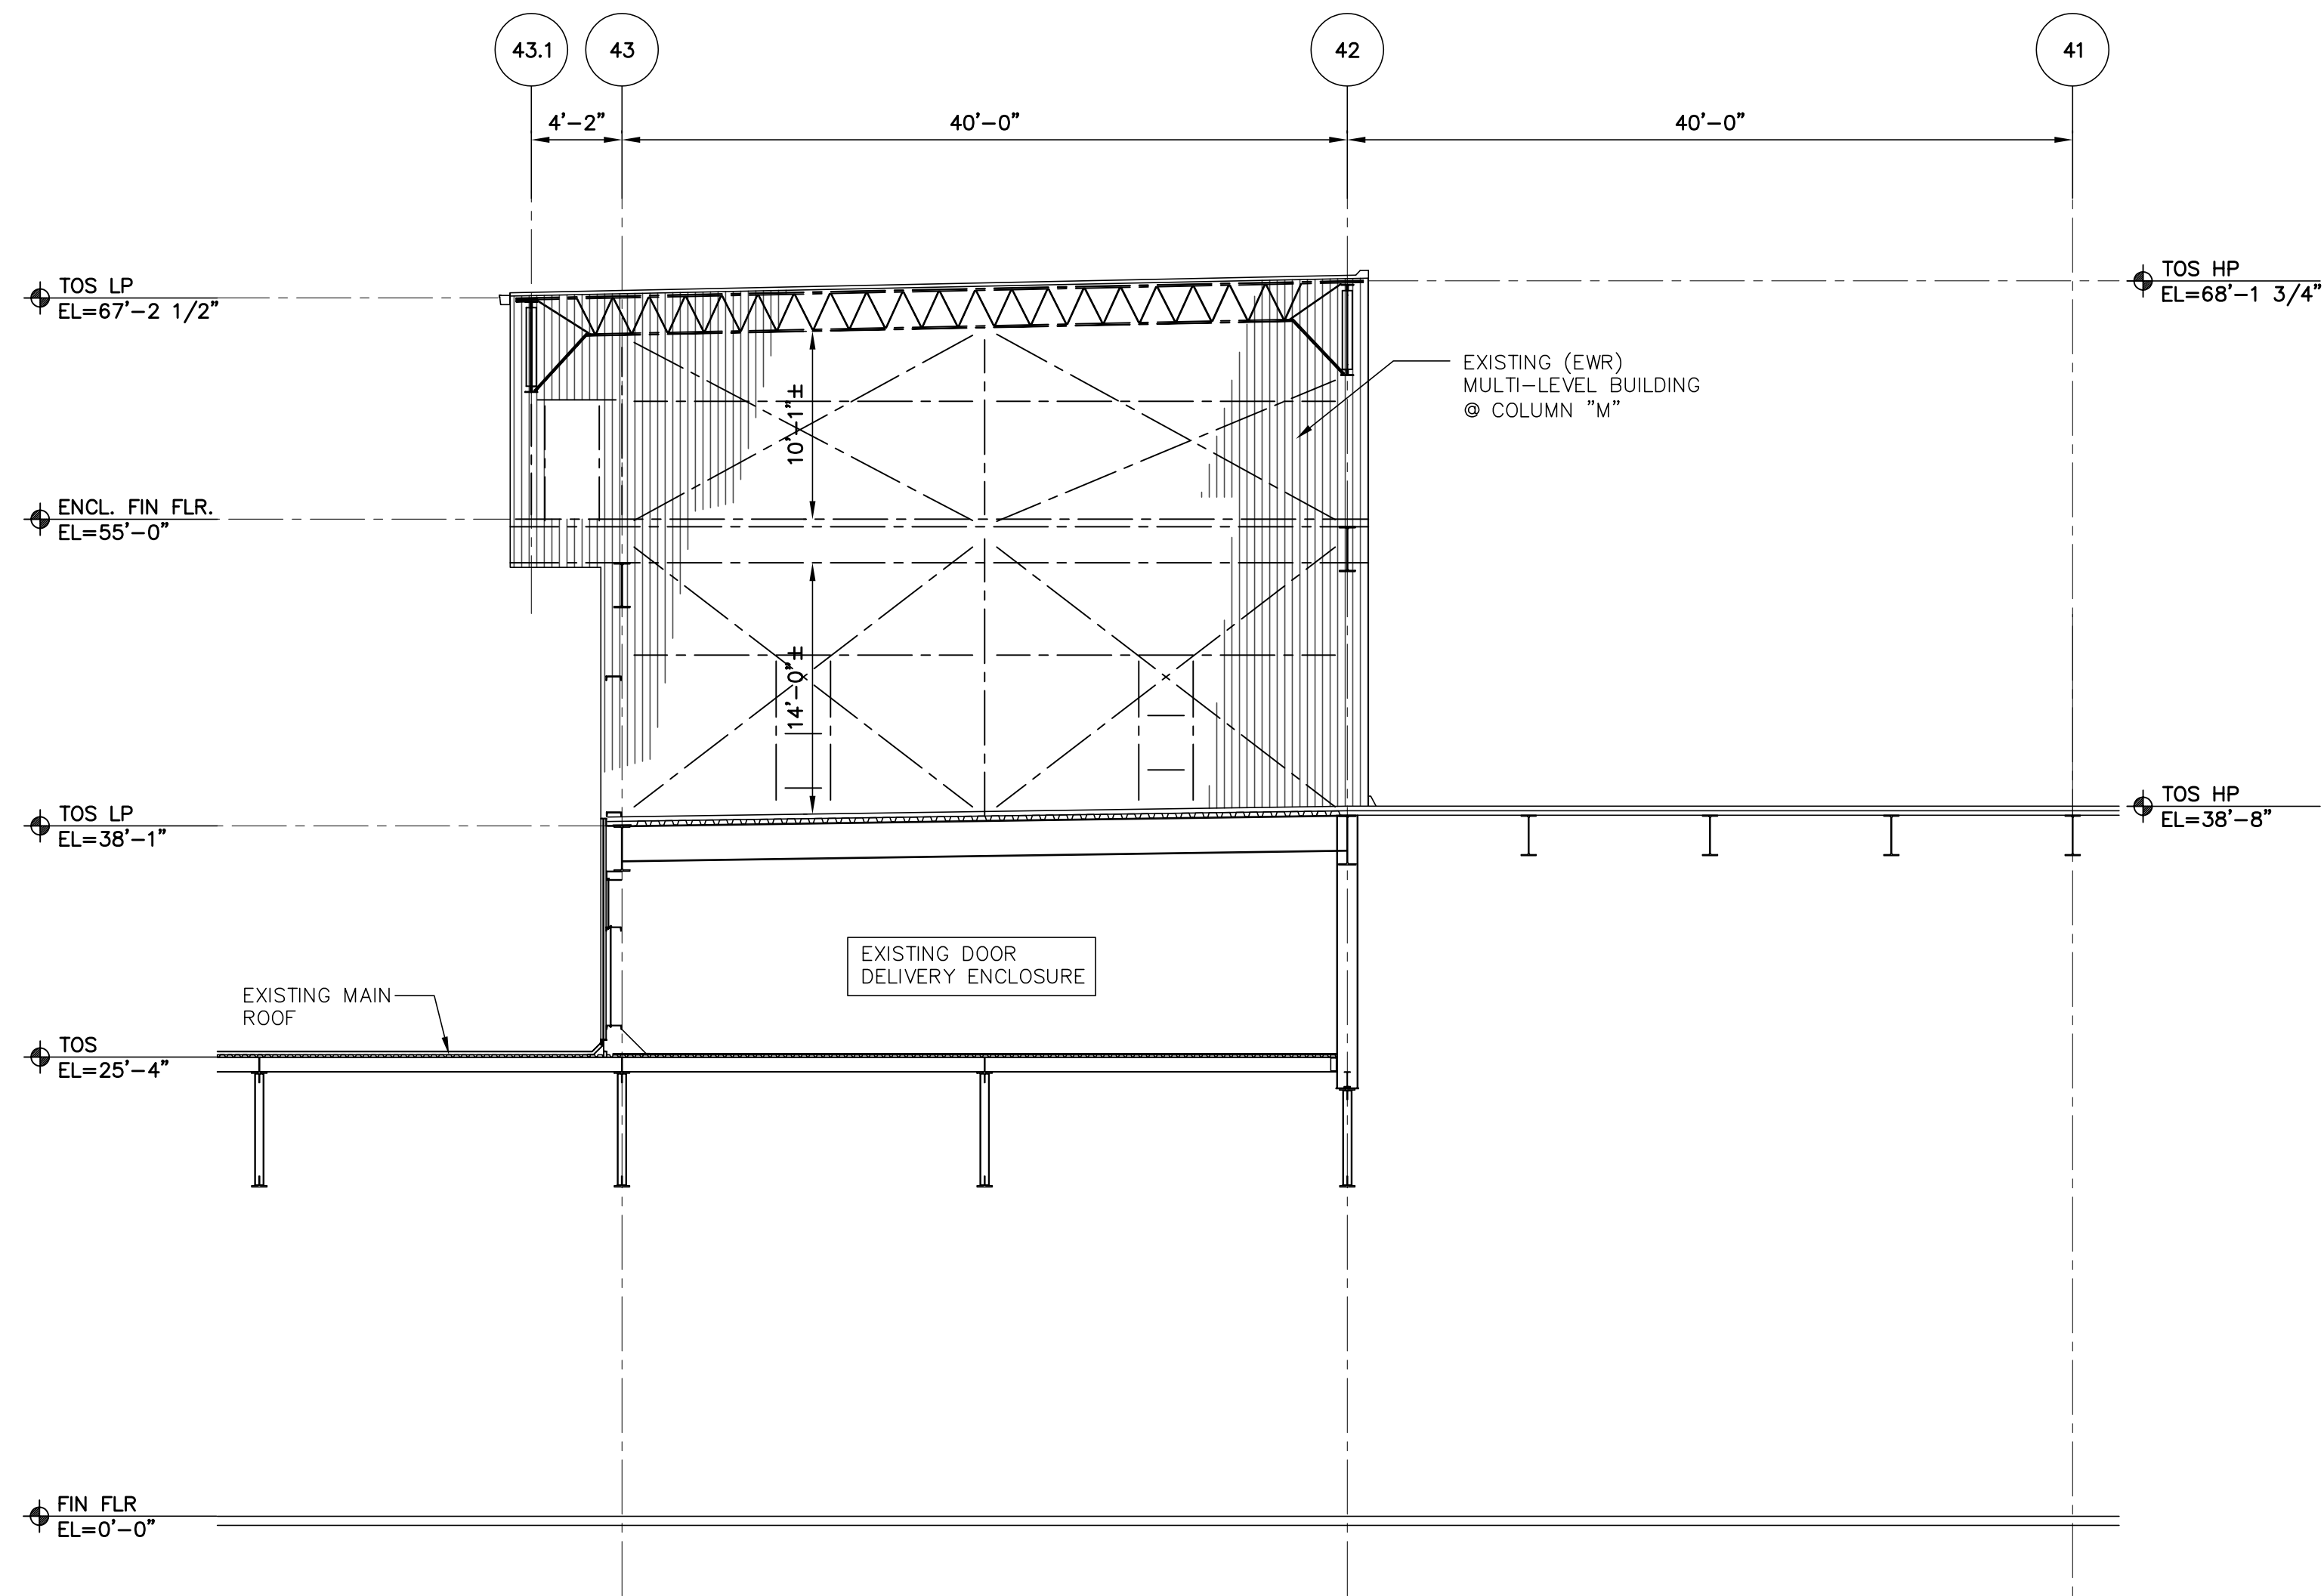 43.1
43
42
41
4'-2"
40'-0"
40'-0"
TOS LP
EL=67'-2 1/2"
TOS HP
EL=68'-1 3/4"
EXISTING (EWR)
MULTI-LEVEL BUILDING
@ COLUMN "M"
10'-1"±
ENCL. FIN FLR.
EL=55'-0"
14'-0"±
TOS LP
EL=38'-1"
TOS HP
EL=38'-8"
EXISTING DOOR
DELIVERY ENCLOSURE
EXISTING MAIN
ROOF
TOS
EL=25'-4"
FIN FLR
EL=0'-0"